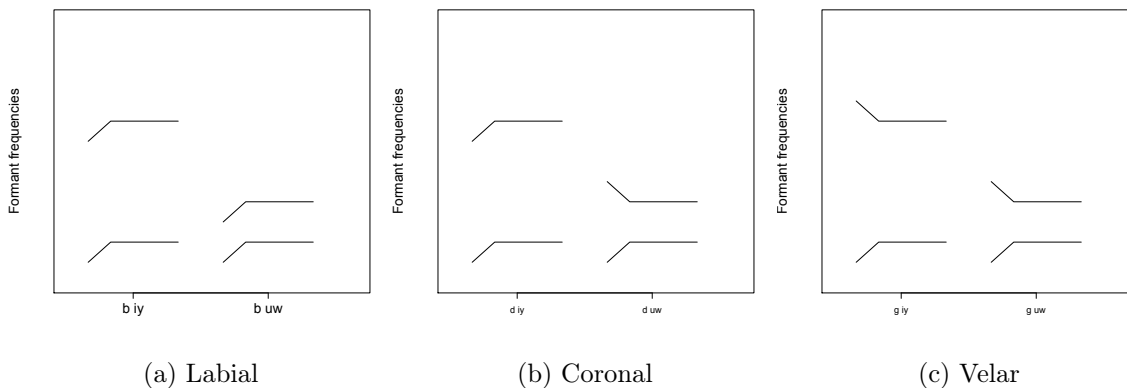 Formant frequencies
b iy
b uw
(a) Labial
Formant frequencies
d iy
d uw
(b) Coronal
Formant frequencies
g iy
g uw
(c) Velar